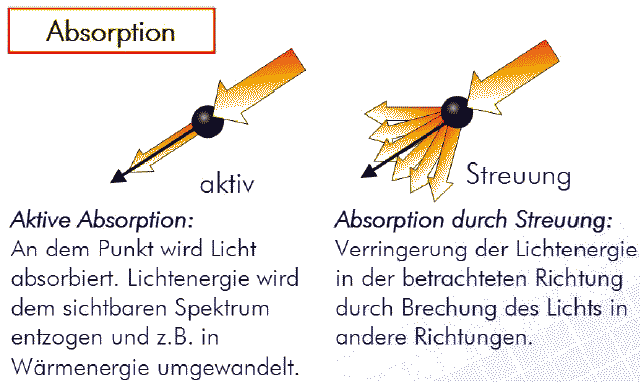 Absorption
aktiv
Streuung
Aktive Absorption:
An dem Punkt wird Licht
absorbiert. Lichtenergie wird
dem sichtbaren Spektrum
entzogen und z.B. in
Wärmenergie umgewandelt.
Absorption durch Streuung:
Verringerung der Lichtenergie
in der betrachteten Richtung
durch Brechung des Lichts in
andere Richtungen.